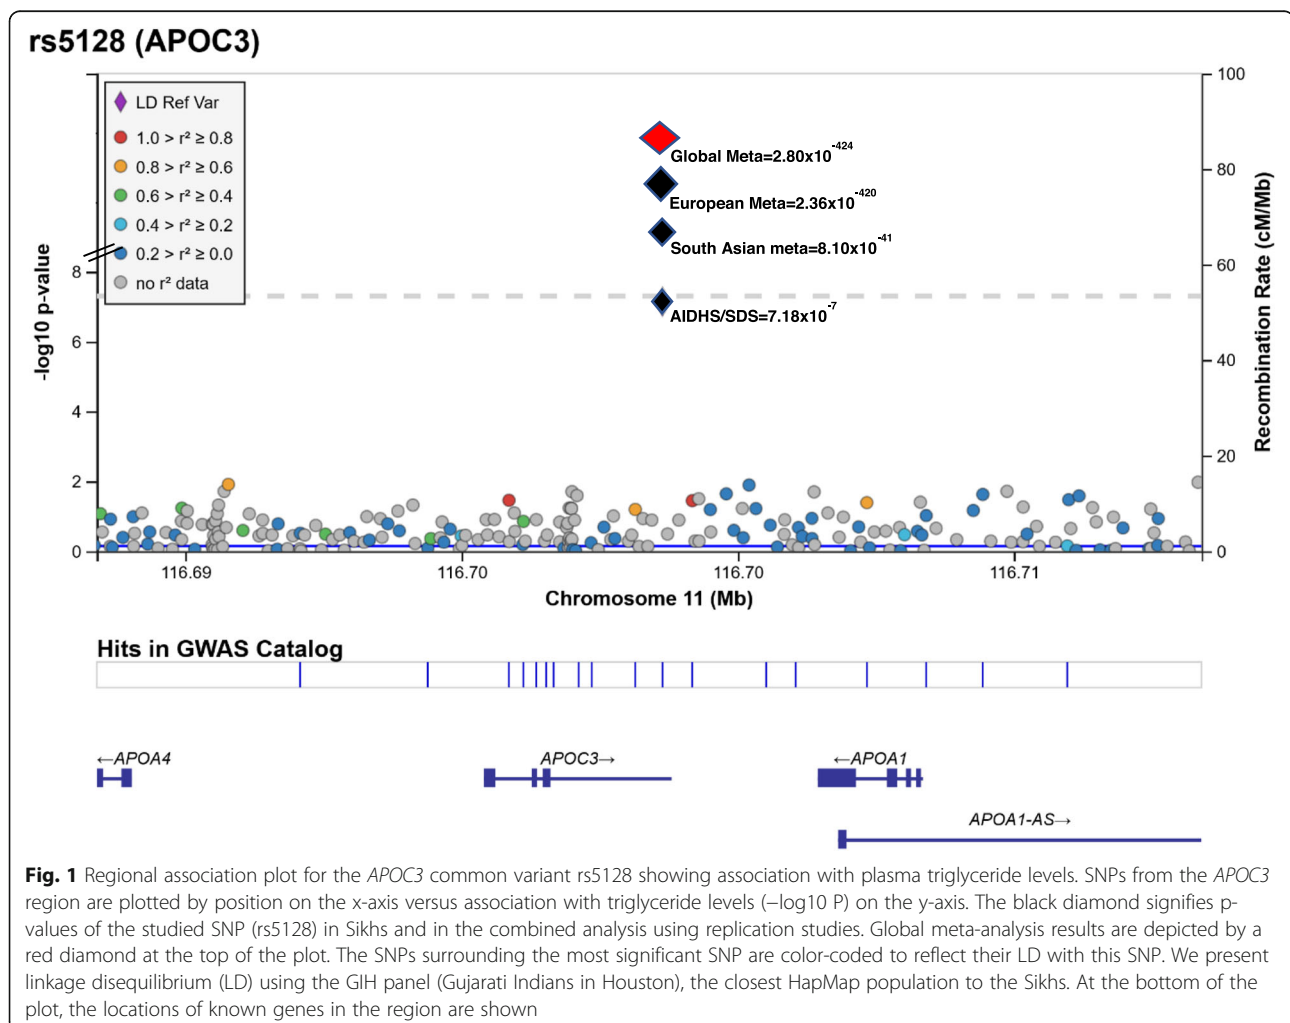 rs5128 (APOC3)
LD Ref Var
1.0 > r² ≥ 0.8
0.8 > r² ≥ 0.6
0.6 > r² ≥ 0.4
0.4 > r² ≥ 0.2
0.2 > r² ≥ 0.0
no r² data
Global Meta=2.80x10^-424
European Meta=2.36x10^-420
South Asian meta=8.10x10^-41
AIDHS/SDS=7.18x10^-7
-log10 p-value
8
6
4
2
0
Recombination Rate (cM/Mb)
100
80
60
40
20
0
116.69 116.70 116.70 116.71
Chromosome 11 (Mb)
Hits in GWAS Catalog
←APOA4 APOC3→ ←APOA1
APOA1-AS→
Fig. 1 Regional association plot for the APOC3 common variant rs5128 showing association with plasma triglyceride levels. SNPs from the APOC3
region are plotted by position on the x-axis versus association with triglyceride levels (−log10 P) on the y-axis. The black diamond signifies p-
values of the studied SNP (rs5128) in Sikhs and in the combined analysis using replication studies. Global meta-analysis results are depicted by a
red diamond at the top of the plot. The SNPs surrounding the most significant SNP are color-coded to reflect their LD with this SNP. We present
linkage disequilibrium (LD) using the GIH panel (Gujarati Indians in Houston), the closest HapMap population to the Sikhs. At the bottom of the
plot, the locations of known genes in the region are shown